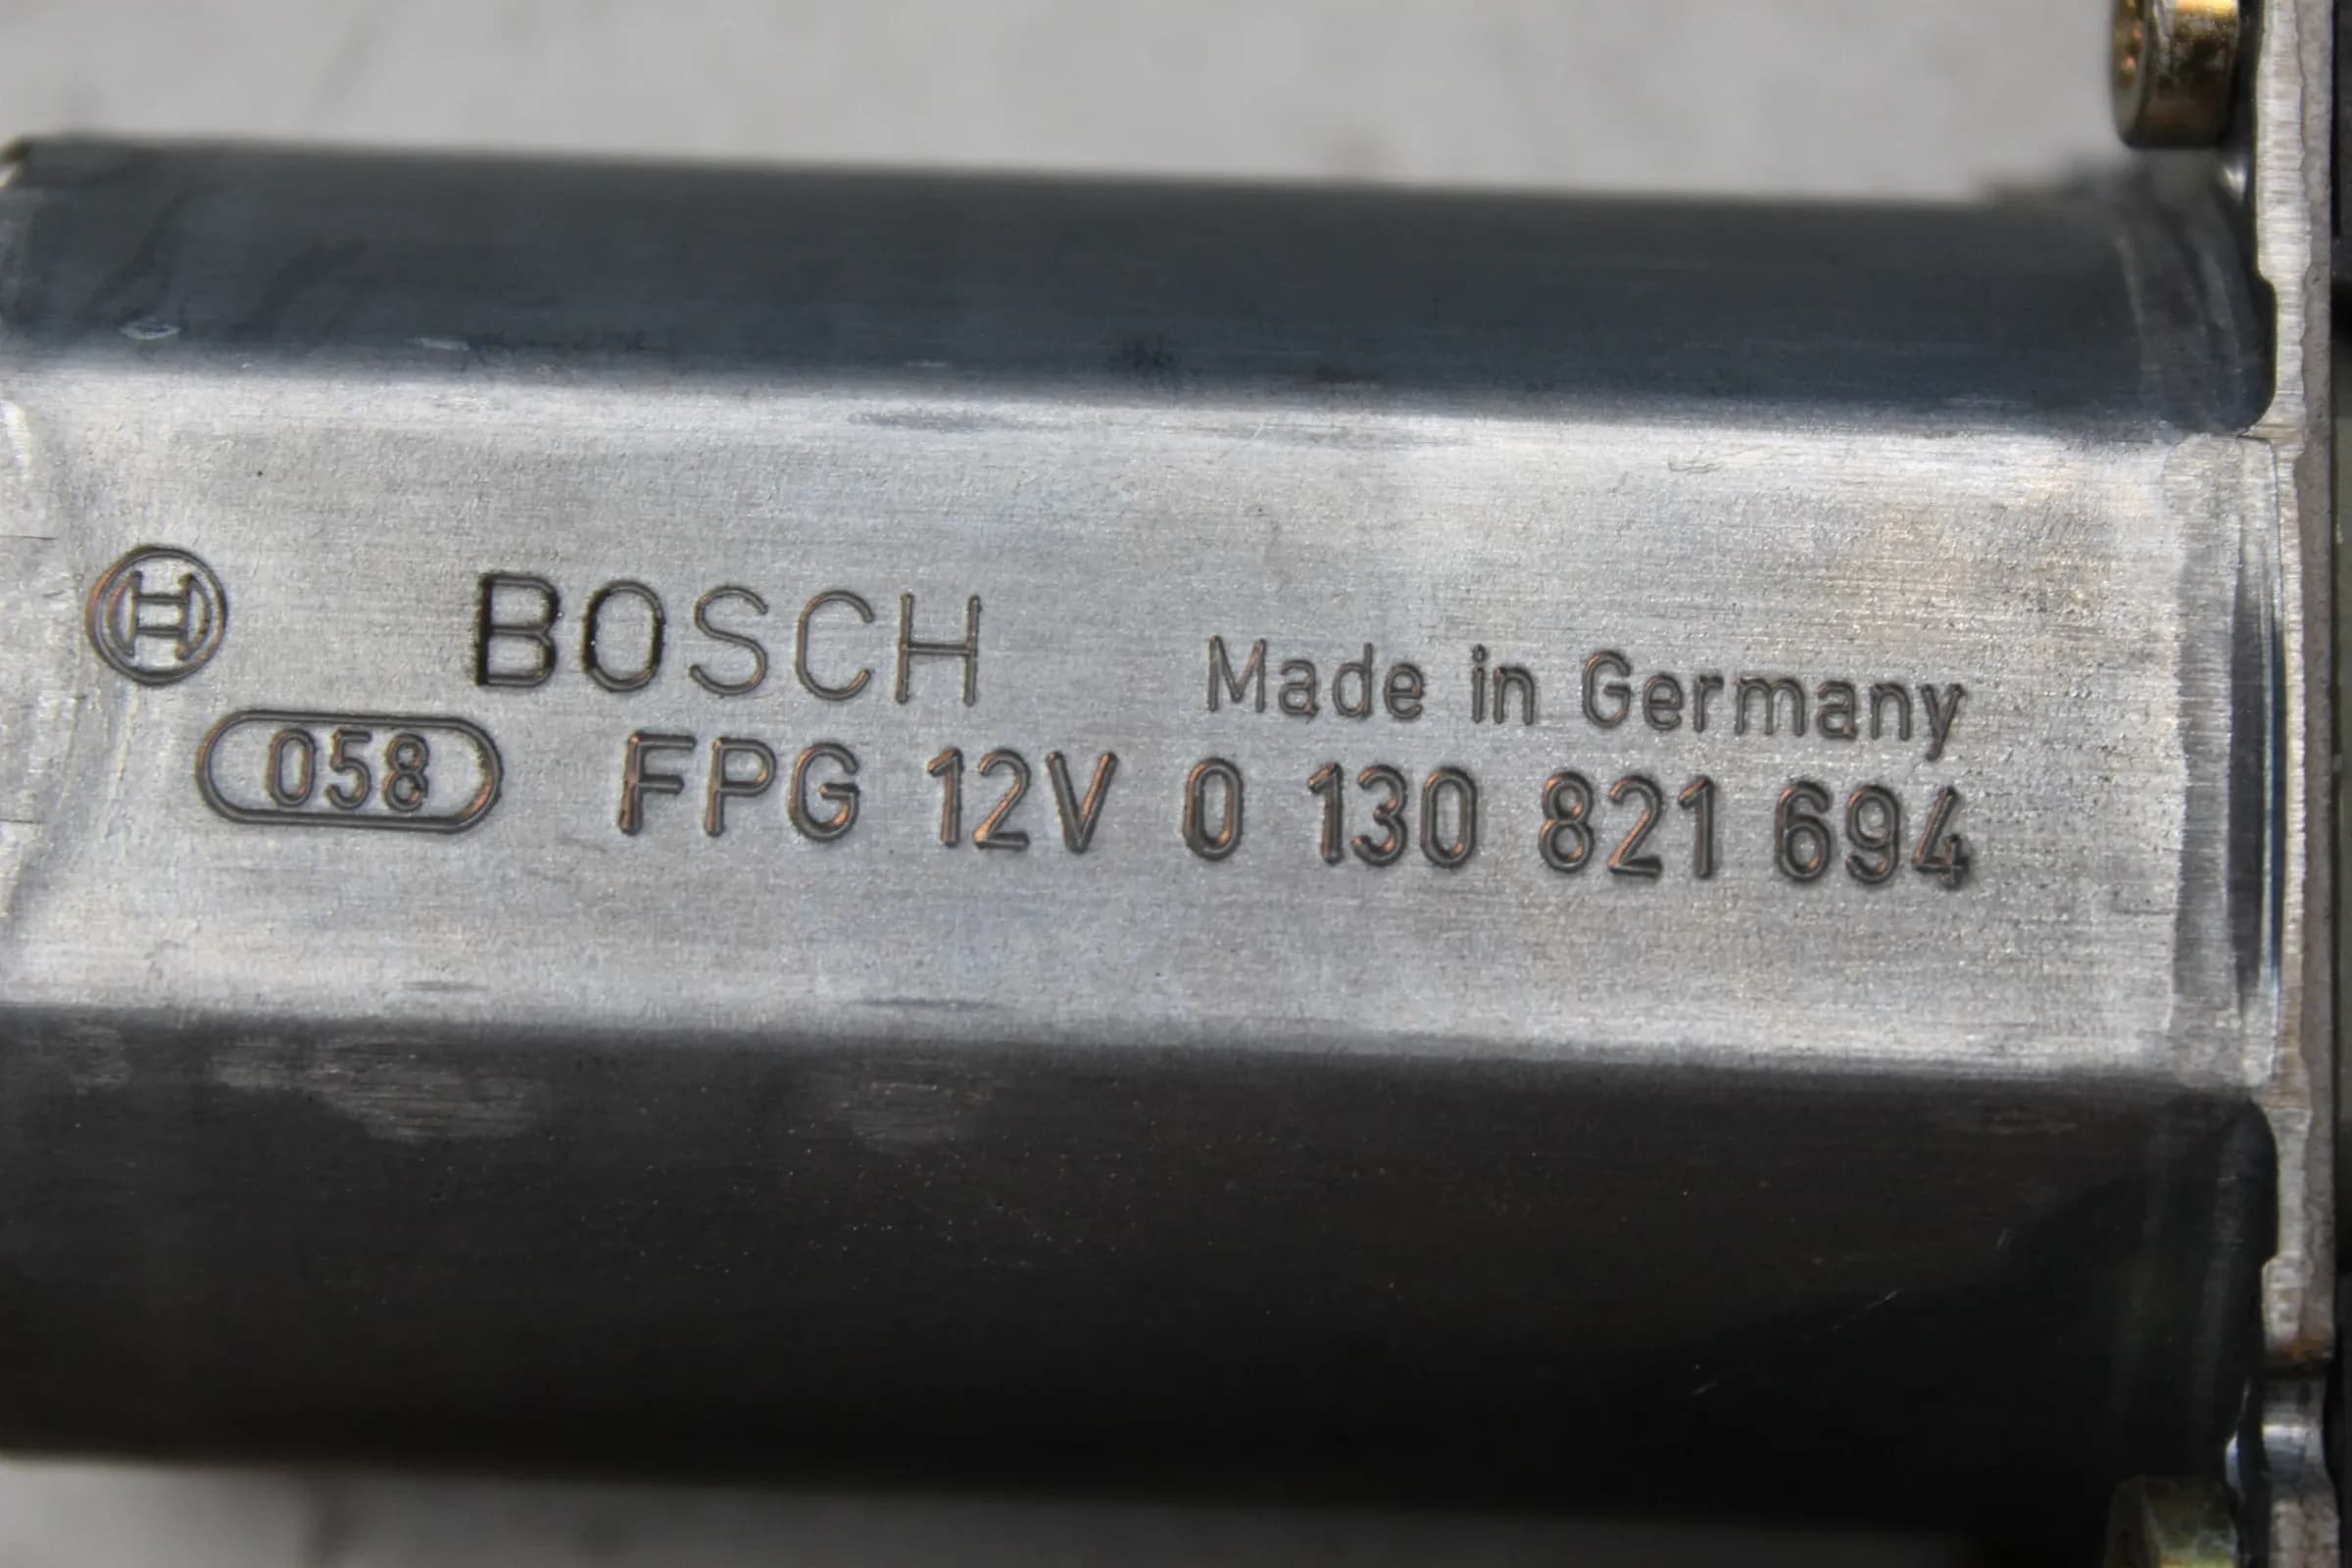 BOSCH Made in Germany
058 FPG 12V 0 130 821 694